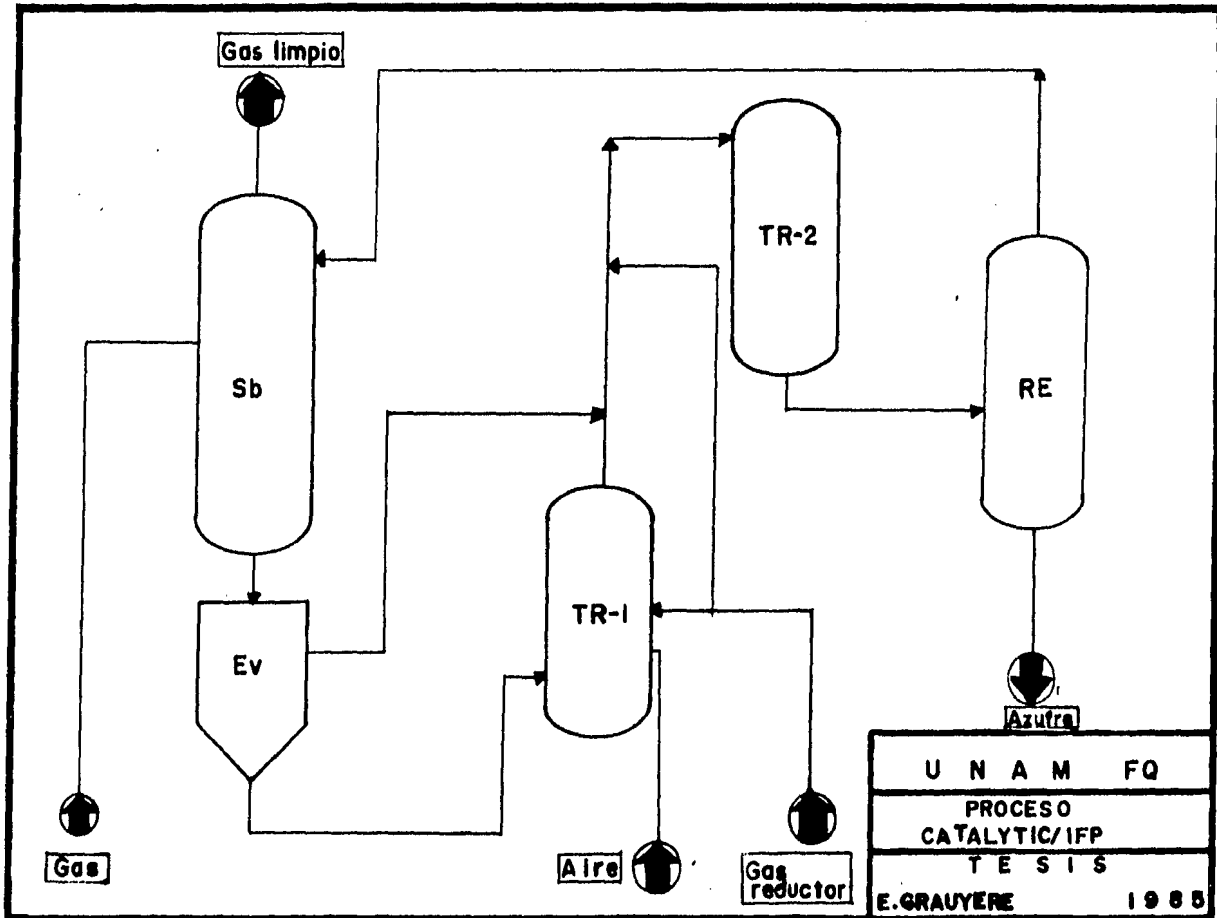 Gas limpio
TR-2
Sb
RE
TR-1
Ev
Azufre
Gas
Aire
Gas
reductor
U N A M FQ
PROCESO
CATALYTIC/IFP
T E S I S
E.GRAUYERE 1985